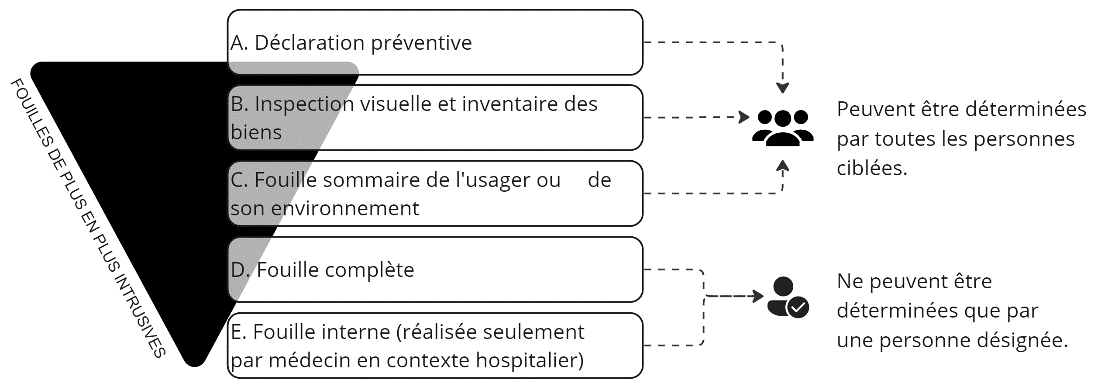 FOUILLES DE PLUS EN PLUS INTRUSIVES
A. Déclaration préventive
B. Inspection visuelle et inventaire des
biens
C. Fouille sommaire de l'usager ou de
son environnement
D. Fouille complète
E. Fouille interne (réalisée seulement
par médecin en contexte hospitalier)
Peuvent être déterminées
par toutes les personnes
ciblées.
Ne peuvent être
déterminées que par
une personne désignée.